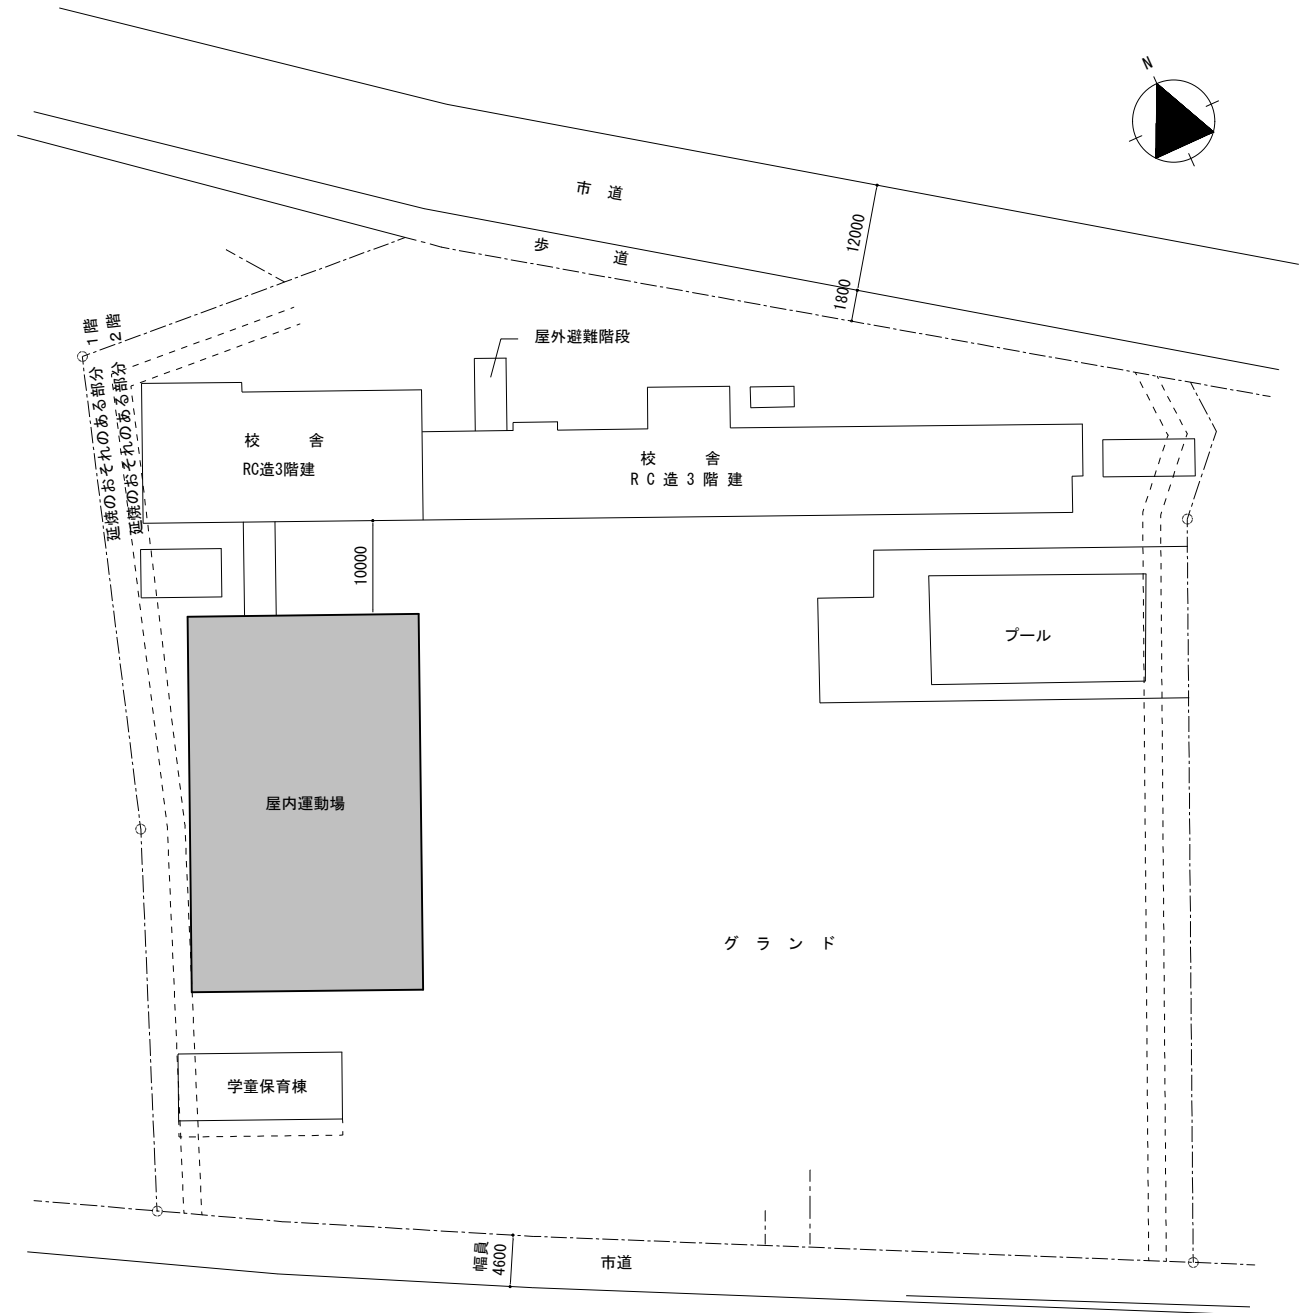 N
市 道
12000
歩 道
1800
1階
2階
延焼のおそれのある部分
延焼のおそれのある部分
屋外避難階段
校 舎
RC造3階建
校 舎
RC造3階建
10000
プール
屋内運動場
グランド
学童保育棟
幅員
4600
市道